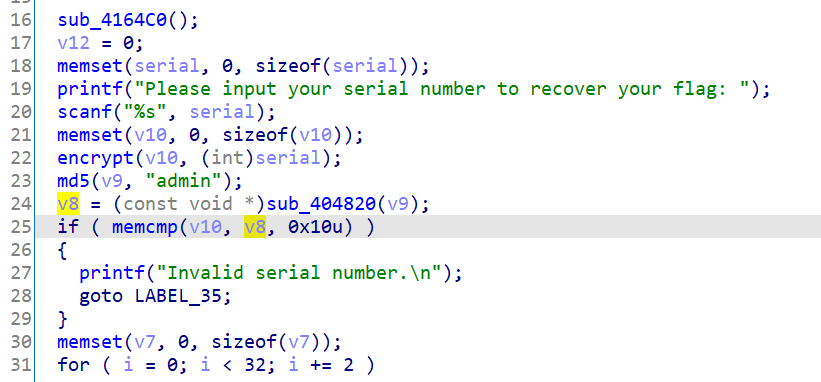 16 sub_4164C0();
17 v12 = 0;
18 memset(serial, 0, sizeof(serial));
19 printf("Please input your serial number to recover your flag: ");
20 scanf("%s", serial);
21 memset(v10, 0, sizeof(v10));
22 encrypt(v10, (int)serial);
23 md5(v9, "admin");
24 v8 = (const void *)sub_404820(v9);
25 if ( memcmp(v10, v8, 0x10u) )
26 {
27 printf("Invalid serial number.\n");
28 goto LABEL_35;
29 }
30 memset(v7, 0, sizeof(v7));
31 for ( i = 0; i < 32; i += 2 )